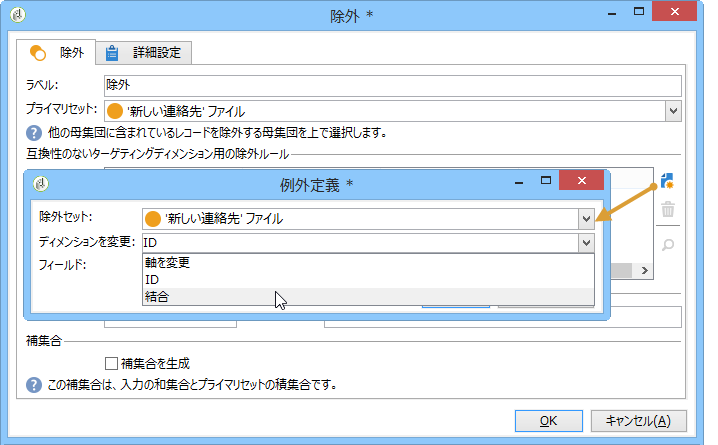 除外 *
除外
詳細設定
ラベル:
除外
プライマリセット:
'新しい連絡先' ファイル
他の母集団に含まれているレコードを除外する母集団を上で選択します。
互換性のないターゲティングディメンション用の除外ルール
例外定義 *
除外セット:
'新しい連絡先' ファイル
ディメンションを変更:
ID
フィールド:
軸を変更
ID
結合
補集合
補集合を生成
この補集合は、入力の和集合とプライマリセットの積集合です。
OK
キャンセル(A)